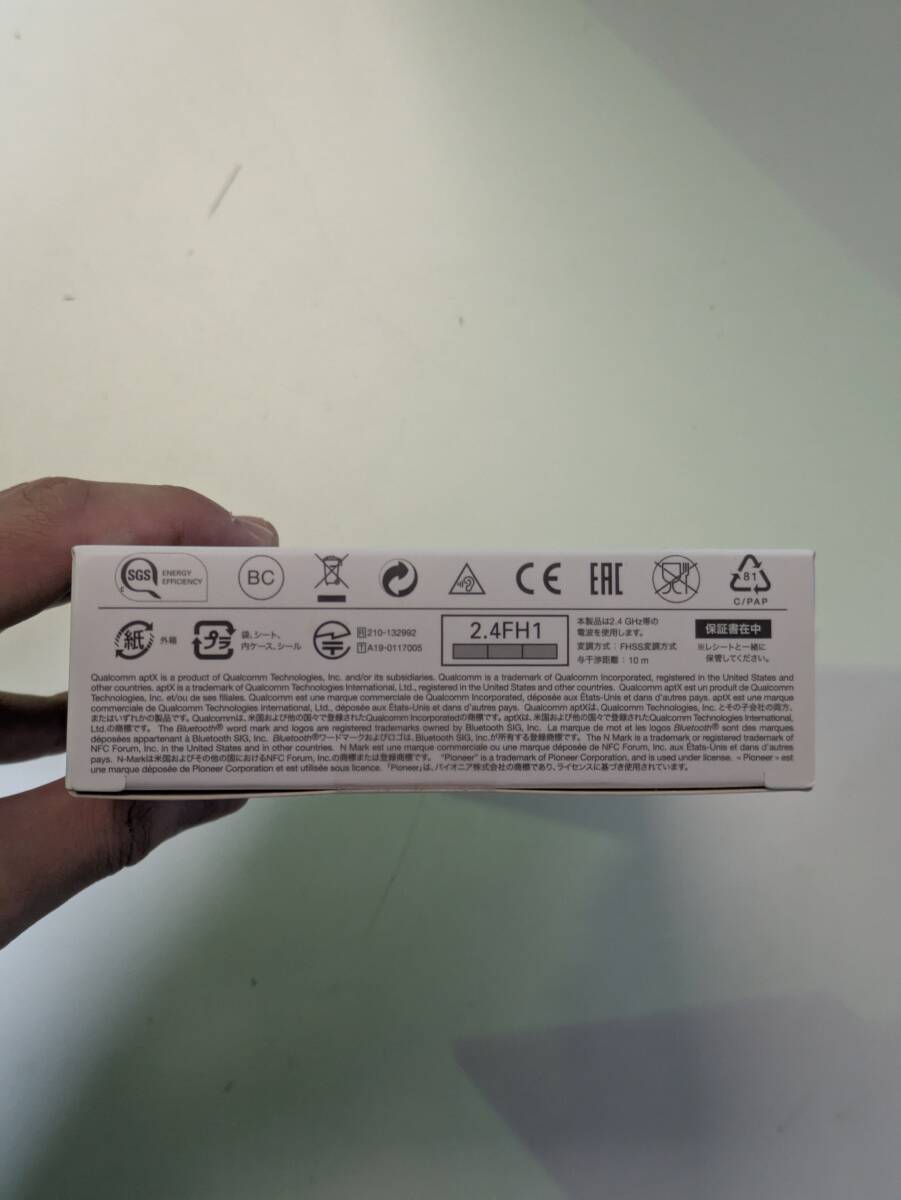 SGS ENERGY EFFICIENCY BC CE EAC 81 C/PAP
紙 外箱 プラ 袋、シート、内ケース、シール
R 210-132992
T A19-0117005
2.4FH1
本製品は2.4 GHz帯の
電波を使用します。
変調方式：FHSS変調方式
与干渉距離：10 m
保証書在中
※レシートと一緒に
保管してください。
Qualcomm aptX is a product of Qualcomm Technologies, Inc. and/or its subsidiaries. Qualcomm is a trademark of Qualcomm Incorporated, registered in the United States and
other countries. aptX is a trademark of Qualcomm Technologies International, Ltd., registered in the United States and other countries. Qualcomm aptX est un produit de Qualcomm
Technologies, Inc. et/ou de ses filiales. Qualcomm est une marque commerciale de Qualcomm Incorporated, déposée aux États-Unis et dans d'autres pays. aptX est une marque
commerciale de Qualcomm Technologies International, Ltd., déposée aux États-Unis et dans d'autres pays. Qualcomm aptXは、Qualcomm Technologies, Inc.とその子会社の両方、
またはいずれかの製品です。Qualcommは、米国および他の国々で登録されたQualcomm Incorporatedの商標です。aptXは、米国および他の国々で登録されたQualcomm Technologies International,
Ltd.の商標です。 The Bluetooth® word mark and logos are registered trademarks owned by Bluetooth SIG, Inc. La marque de mot et les logos Bluetooth® sont des marques
déposées appartenant à Bluetooth SIG, Inc. Bluetooth®ワードマークおよびロゴは、Bluetooth SIG, Inc.が所有する登録商標です。 The N Mark is a trademark or registered trademark of
NFC Forum, Inc. in the United States and in other countries. N Mark est une marque commerciale ou une marque déposée de NFC Forum, Inc. aux États-Unis et dans d'autres
pays. N-Markは米国およびその他の国におけるNFC Forum, Inc.の商標または登録商標です。 "Pioneer" is a trademark of Pioneer Corporation, and is used under license. « Pioneer » est
une marque déposée de Pioneer Corporation et est utilisée sous licence. 「Pioneer」は、パイオニア株式会社の商標であり、ライセンスに基づき使用されています。